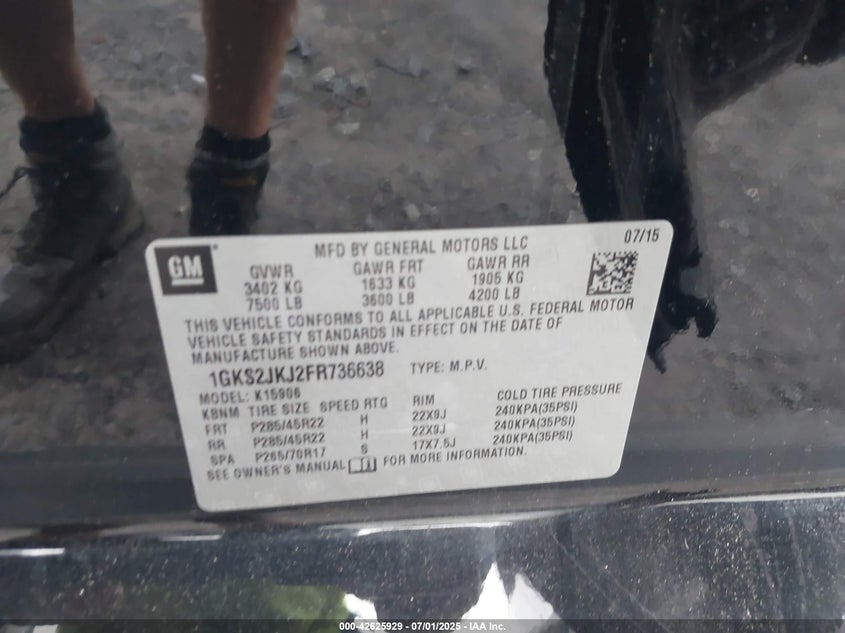 MFD BY GENERAL MOTORS LLC 07/15
GM
GVWR GAWR FRT GAWR RR
3402 KG 1633 KG 1905 KG
7500 LB 3600 LB 4200 LB
THIS VEHICLE CONFORMS TO ALL APPLICABLE U.S. FEDERAL MOTOR
VEHICLE SAFETY STANDARDS IN EFFECT ON THE DATE OF
MANUFACTURE SHOWN ABOVE.
1GKS2JKJ2FR736638 TYPE: M.P.V.
MODEL: K15906
KBNM TIRE SIZE SPEED RTG RIM COLD TIRE PRESSURE
FRT P285/45R22 H 22X9J 240KPA(35PSI)
RR P285/45R22 H 22X9J 240KPA(35PSI)
SPA P265/70R17 S 17X7.5J 240KPA(35PSI)
SEE OWNER'S MANUAL FOR MORE INFORMATION.
000-42625929 - 07/01/2025 - IAA Inc.